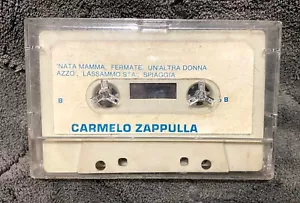 'NATA MAMMA, FERMATE, UN'ALTRA DONNA
AZZO', LASSAMMO STA', SPIAGGIA
B B
CARMELO ZAPPULLA